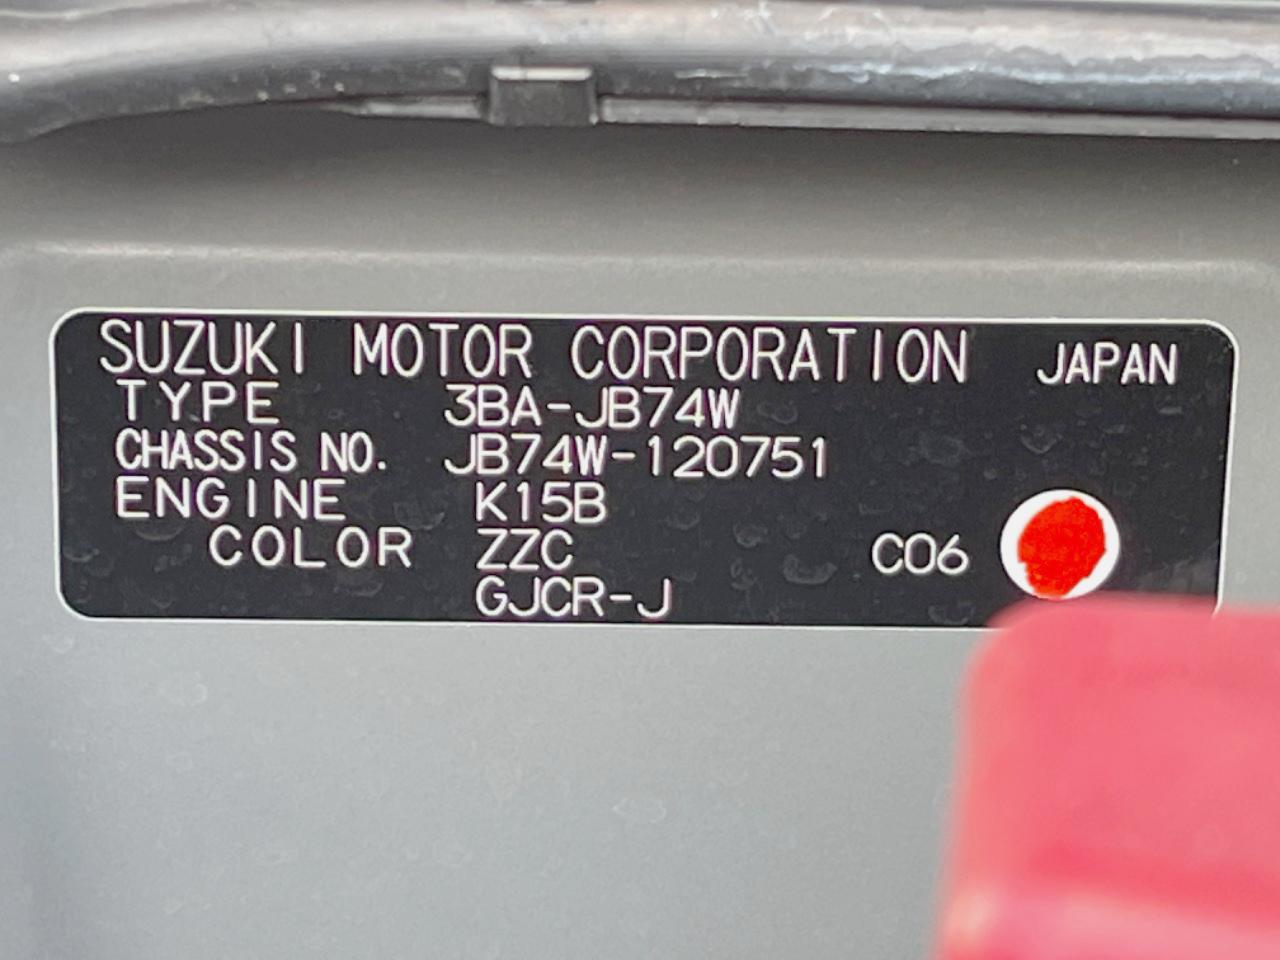 SUZUKI MOTOR CORPORATION JAPAN
TYPE 3BA-JB74W
CHASSIS NO. JB74W-120751
ENGINE K15B
COLOR ZZC C06
GJCR-J